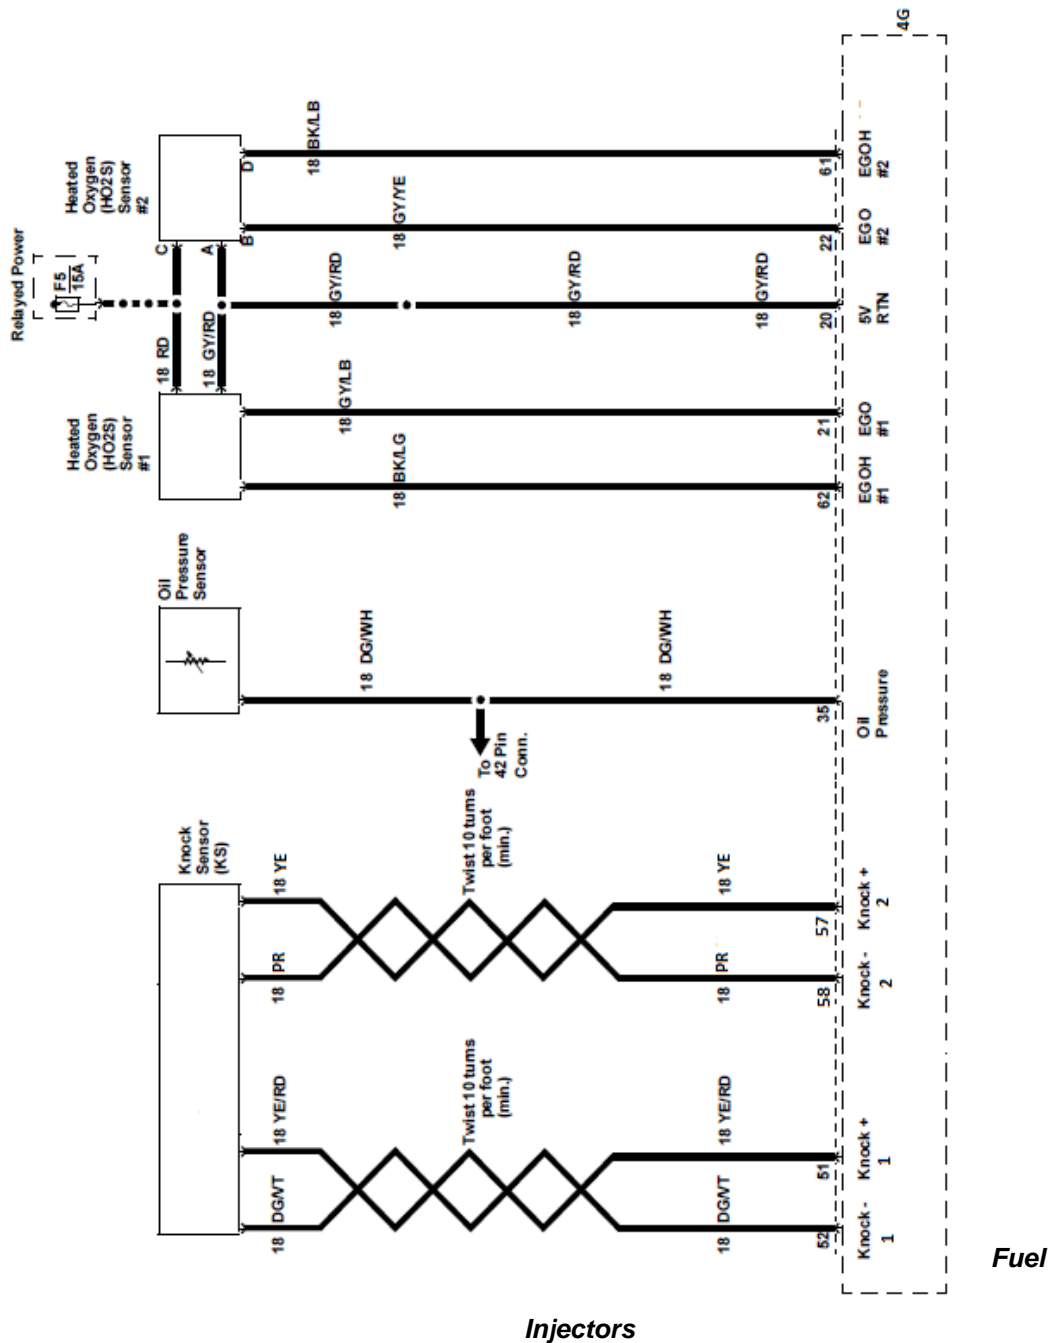 4G
Relayed Power
F5
15A
Heated
Oxygen
(HO2S)
Sensor
#2
C
A
D
B
18 BK/LB
18 GY/YE
61
EGOH
#2
22
EGO
#2
18 RD
18 GY/RD
18 GY/RD
18 GY/RD
18 GY/RD
20
5V
RTN
Heated
Oxygen
(HO2S)
Sensor
#1
18 GY/LB
18 BK/LG
21
EGO
#1
62
EGOH
#1
Oil
Pressure
Sensor
18 DG/WH
18 DG/WH
To
42 Pin
Conn.
35
Oil
Pressure
Knock
Sensor
(KS)
18 YE
18 PR
Twist 10 turns
per foot
(min.)
18 YE
18 PR
57
Knock +
2
58
Knock -
2
18 YE/RD
18 DG/VT
Twist 10 turns
per foot
(min.)
18 YE/RD
18 DG/VT
51
Knock +
1
52
Knock -
1
Fuel
Injectors